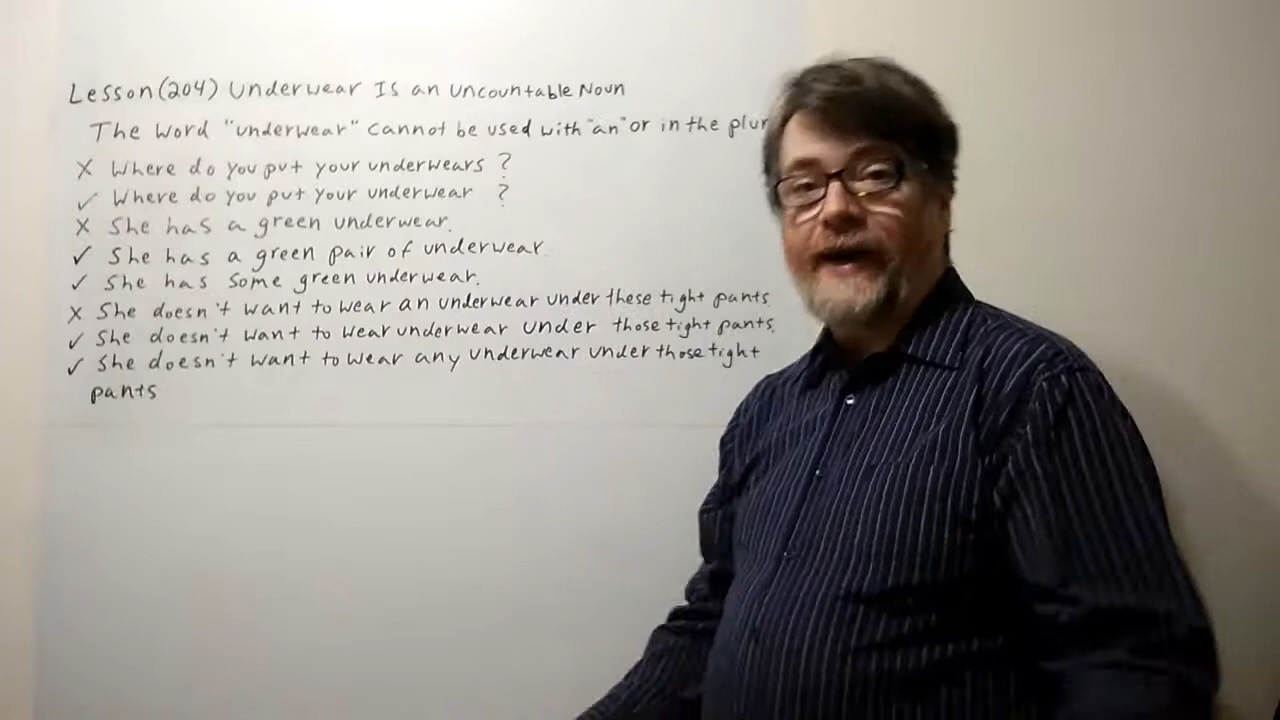 Lesson (204) Underwear Is an Uncountable Noun
The word "underwear" cannot be used with "an" or in the plur
X Where do you put your underwears ?
✓ Where do you put your underwear ?
X She has a green underwear.
✓ She has a green pair of underwear.
✓ She has some green underwear.
X She doesn't want to wear an underwear under these tight pants
✓ She doesn't want to wear underwear under those tight pants.
✓ She doesn't want to wear any underwear under those tight
pants